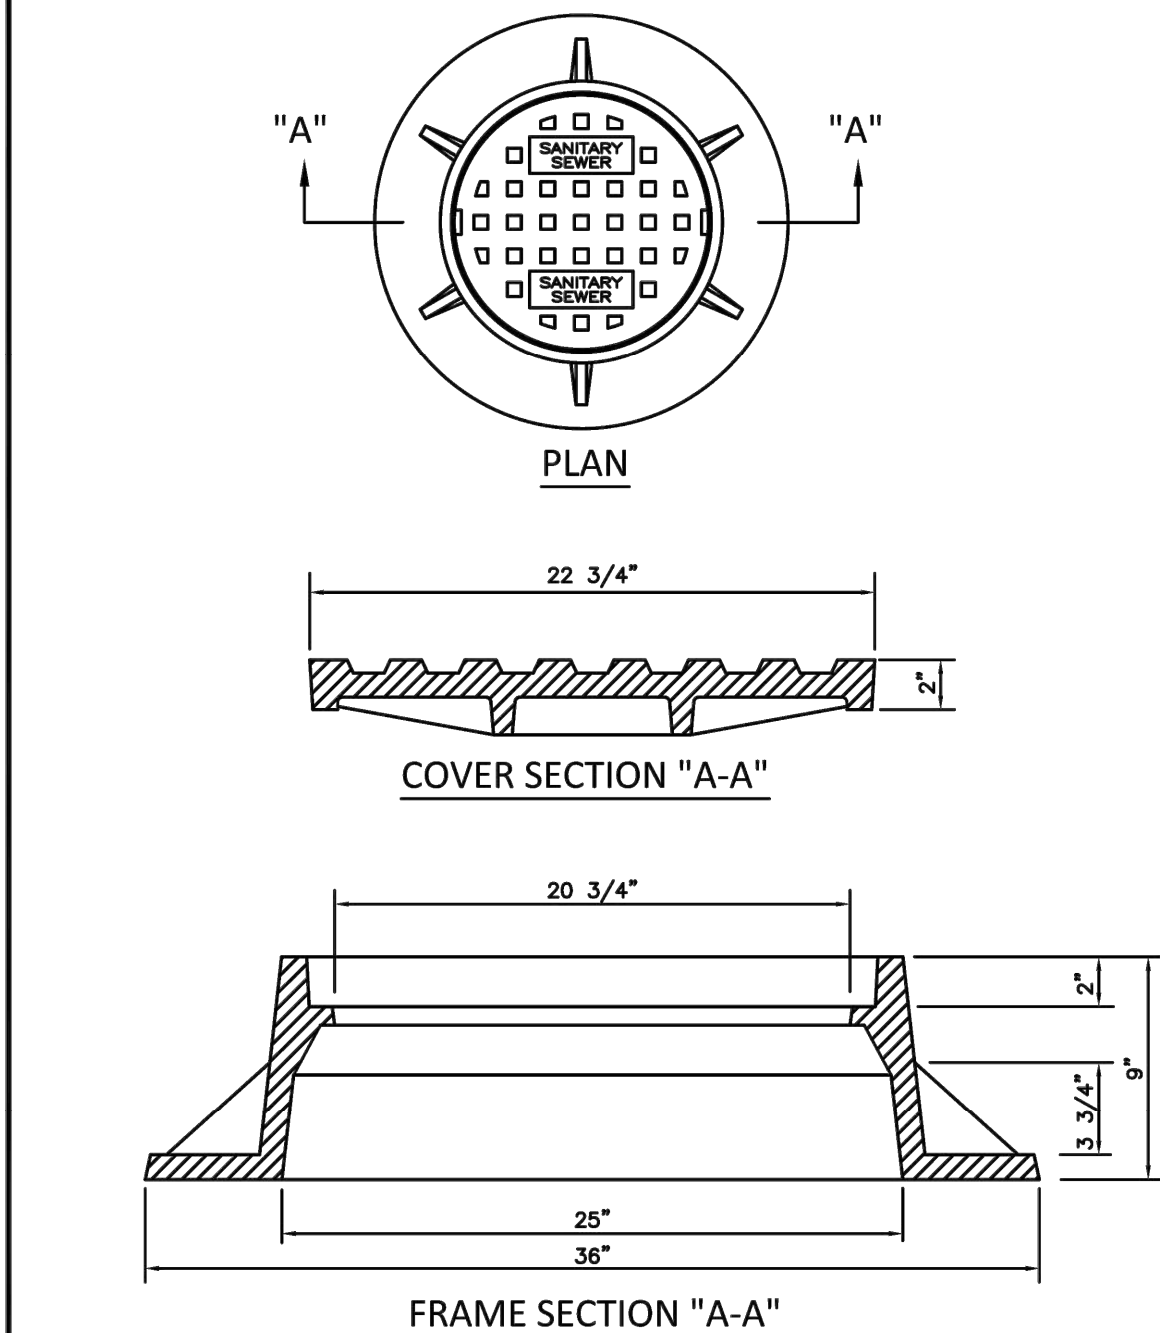 "A"
"A"
SANITARY
SEWER
SANITARY
SEWER
PLAN
22 3/4"
2"
COVER SECTION "A-A"
20 3/4"
2"
9"
3 3/4"
25"
36"
FRAME SECTION "A-A"